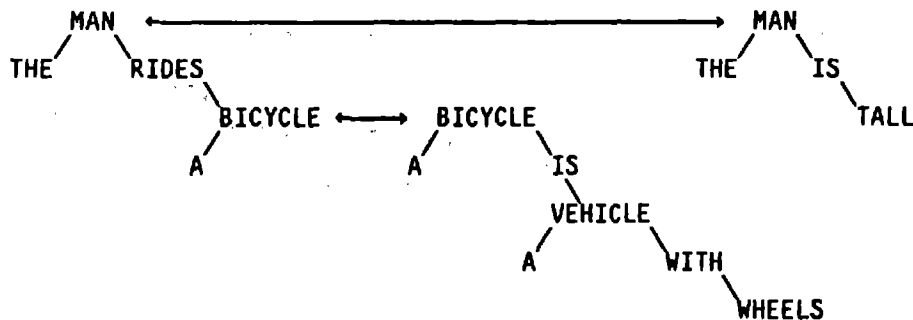 MAN MAN
THE RIDES THE IS
BICYCLE BICYCLE TALL
A A IS
VEHICLE
A WITH
WHEELS